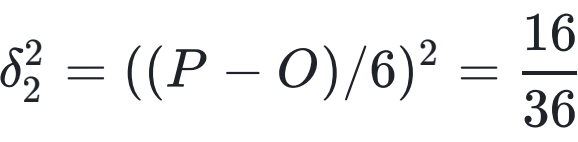 δ₂² = ((P − O)/6)² = 16/36